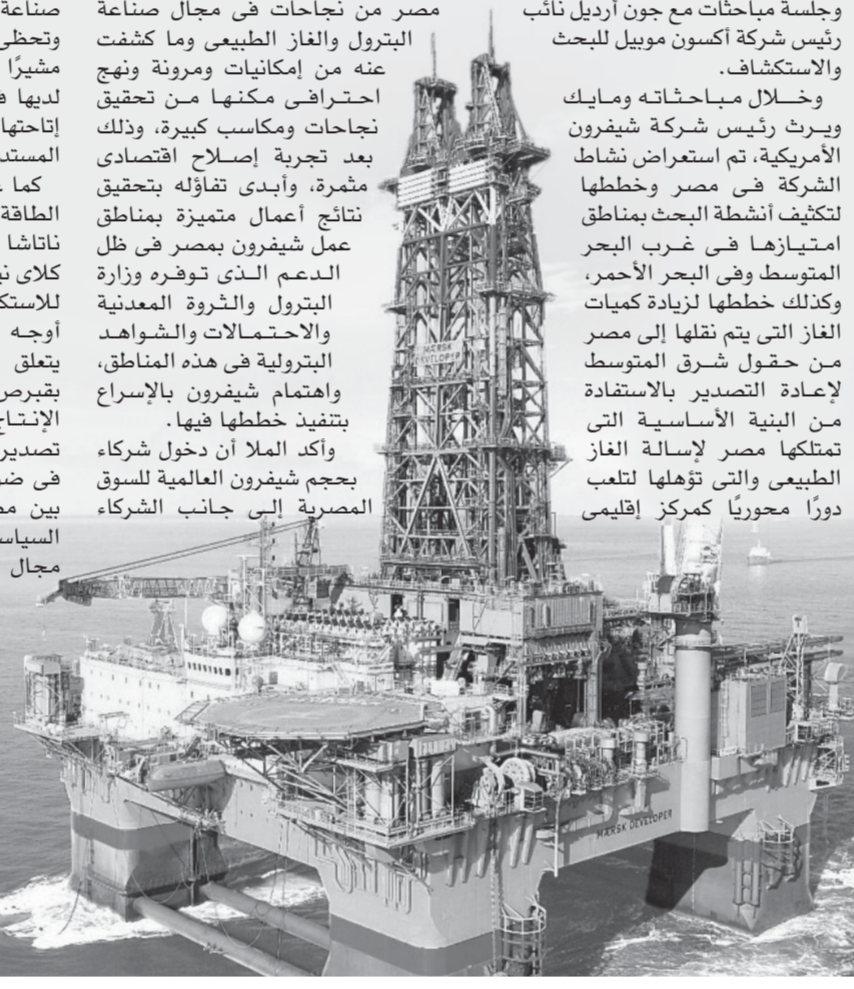 وجلسة مباحثات مع جون أرديل نائب
رئيس شركة أكسون موبيل للبحث
والاستكشاف.
وخــلال مباحثاته ومايك
ويرث رئيس شركة شيفرون
الأمريكية، تم استعراض نشاط
الشركة فى مصر وخططها
لتكثيف أنشطة البحث بمناطق
امتيازها فى غرب البحر
المتوسط وفى البحر الأحمر،
وكذلك خططها لزيادة كميات
الغاز التى يتم نقلها إلى مصر
من حقول شرق المتوسط
لإعادة التصدير بالاستفادة
من البنية الأساسية التى
تمتلكها مصر لإسالة الغاز
الطبيعى والتى تؤهلها لتلعب
دورًا محوريًا كمركز إقليمى
مصر من نجاحات فى مجال صناعة
البترول والغاز الطبيعى وما كشفت
عنه من إمكانيات ومرونة ونهج
احترافى مكنها من تحقيق
نجاحات ومكاسب كبيرة، وذلك
بعد تجربة إصلاح اقتصادى
مثمرة، وأبدى تفاؤله بتحقيق
نتائج أعمال متميزة بمناطق
عمل شيفرون بمصر فى ظل
الدعم الذى توفره وزارة
البترول والثروة المعدنية
والاحتمالات والشواهد
البترولية فى هذه المناطق،
واهتمام شيفرون بالإسراع
بتنفيذ خططها فيها.
وأكد الملا أن دخول شركاء
بحجم شيفرون العالمية للسوق
المصرية إلى جانب الشركاء
صناعة
وتحظى
مشيرًا
لديها
إتاحتها
المستد
كما
الطاقة
ناتاشا
كلاى
للاستك
أوجه
يتعلق
بقبرص
الإنتاج
تصدير
فى
بين
السياس
مجال
MÆRSK
DEVELOPER
MÆRSK DEVELOPER